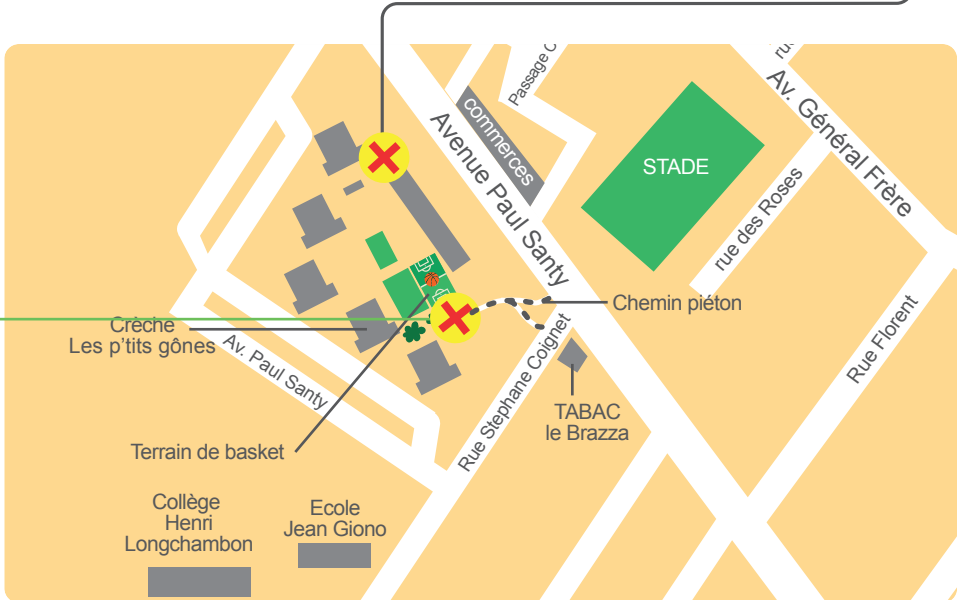 Passage C
ru
Av. Général Frère
commerces
Avenue Paul Santy
STADE
rue des Roses
Chemin piéton
Crèche
Les p'tits gônes
Av. Paul Santy
Rue Stephane Coignet
Rue Florent
TABAC
le Brazza
Terrain de basket
Collège
Henri
Longchambon
Ecole
Jean Giono